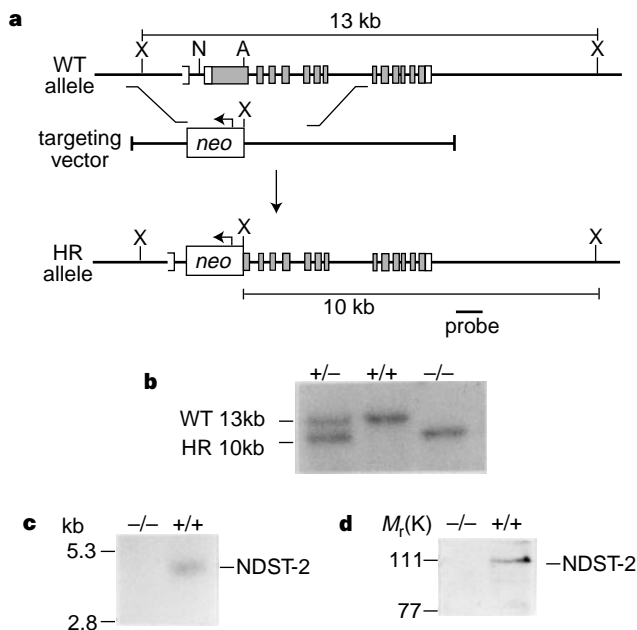 a
13 kb
X N A X
WT
allele
X
targeting
vector
neo
X X X
HR
allele
neo
10 kb
probe
b
+/– +/+ –/–
WT 13kb
HR 10kb
c
kb –/– +/+
5.3
NDST-2
2.8
d
Mr(K) –/– +/+
111
NDST-2
77